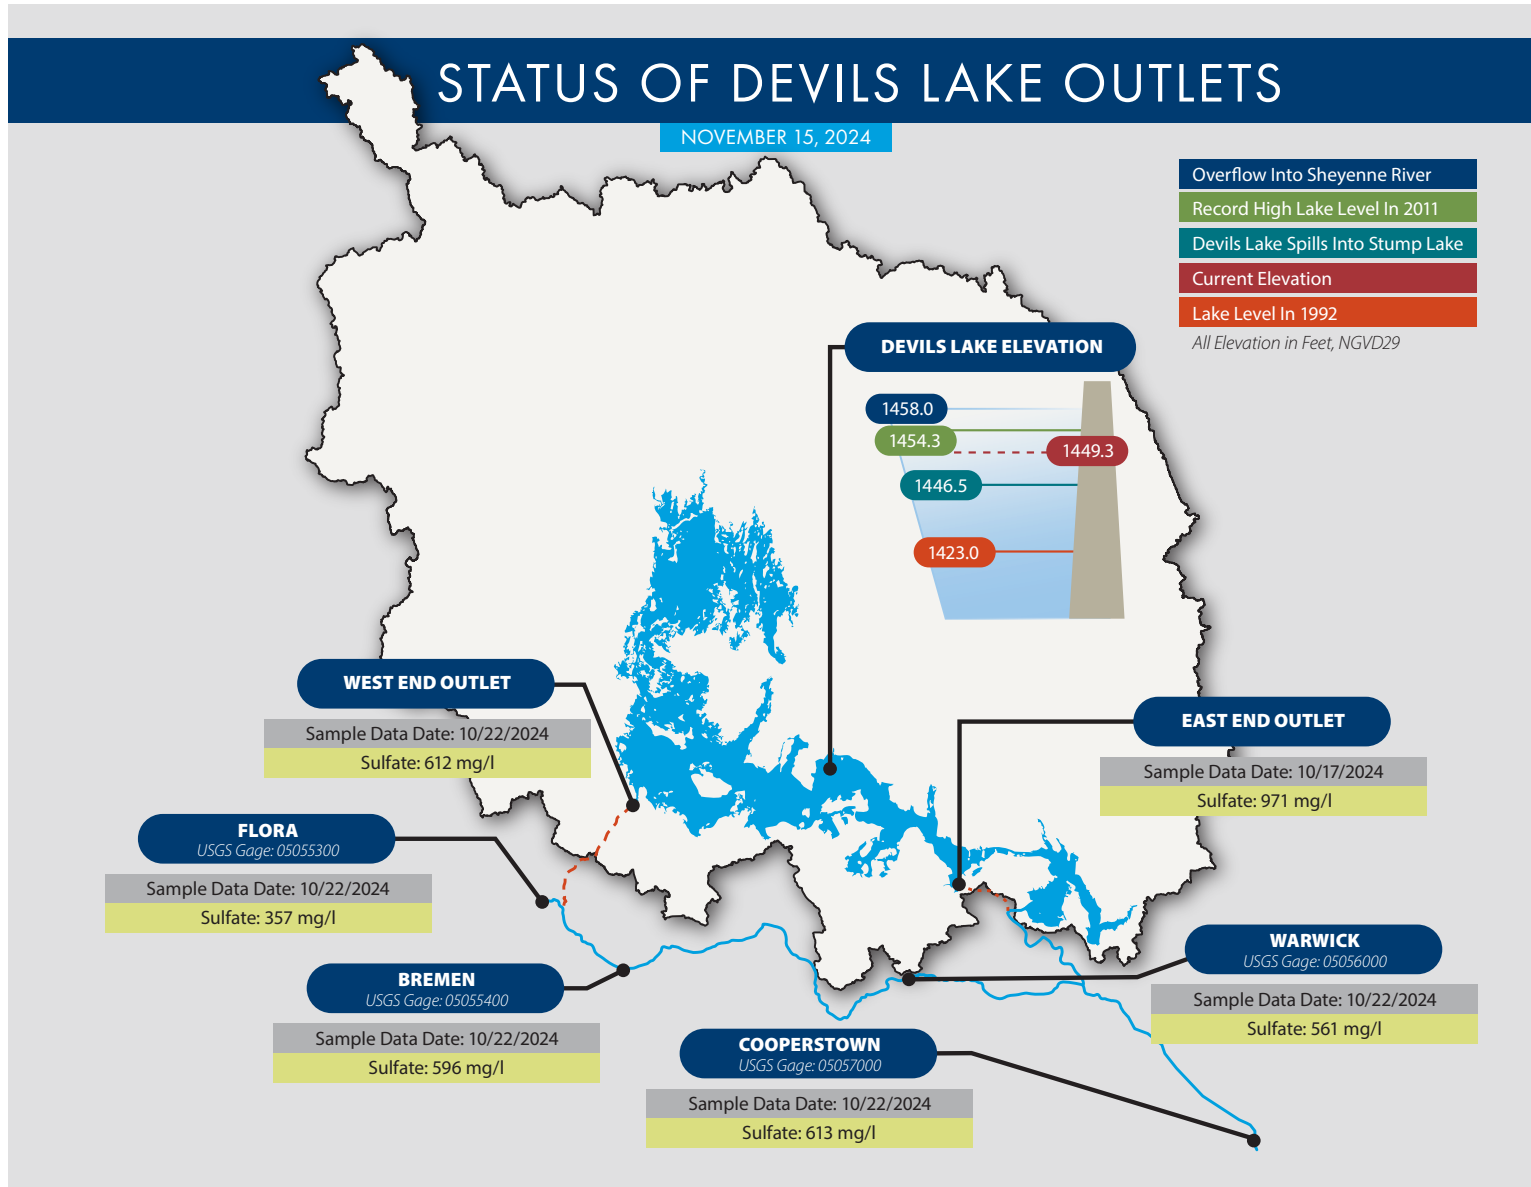 STATUS OF DEVILS LAKE OUTLETS
NOVEMBER 15, 2024
Overflow Into Sheyenne River
Record High Lake Level In 2011
Devils Lake Spills Into Stump Lake
Current Elevation
Lake Level In 1992
All Elevation in Feet, NGVD29
DEVILS LAKE ELEVATION
1458.0
1454.3
1449.3
1446.5
1423.0
WEST END OUTLET
Sample Data Date: 10/22/2024
Sulfate: 612 mg/l
EAST END OUTLET
Sample Data Date: 10/17/2024
Sulfate: 971 mg/l
FLORA
USGS Gage: 05055300
Sample Data Date: 10/22/2024
Sulfate: 357 mg/l
BREMEN
USGS Gage: 05055400
Sample Data Date: 10/22/2024
Sulfate: 596 mg/l
WARWICK
USGS Gage: 05056000
Sample Data Date: 10/22/2024
Sulfate: 561 mg/l
COOPERSTOWN
USGS Gage: 05057000
Sample Data Date: 10/22/2024
Sulfate: 613 mg/l